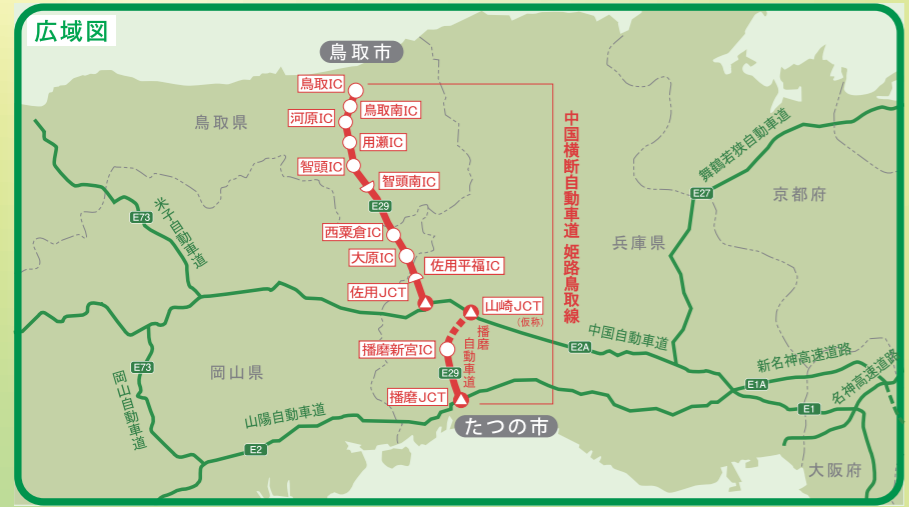 広域図
鳥取市
鳥取IC
鳥取南IC
河原IC
用瀬IC
智頭IC
智頭南IC
E29
西粟倉IC
大原IC
佐用平福IC
佐用JCT
山崎JCT
(仮称)
播磨新宮IC
播磨
自動車道
E29
播磨JCT
たつの市
中国横断自動車道 姫路鳥取線
鳥取県
岡山県
兵庫県
京都府
大阪府
E73
米子自動車道
E73
岡山自動車道
山陽自動車道
E2
中国自動車道
E2A
舞鶴若狭自動車道
E27
新名神高速道路
E1A
名神高速道路
E1